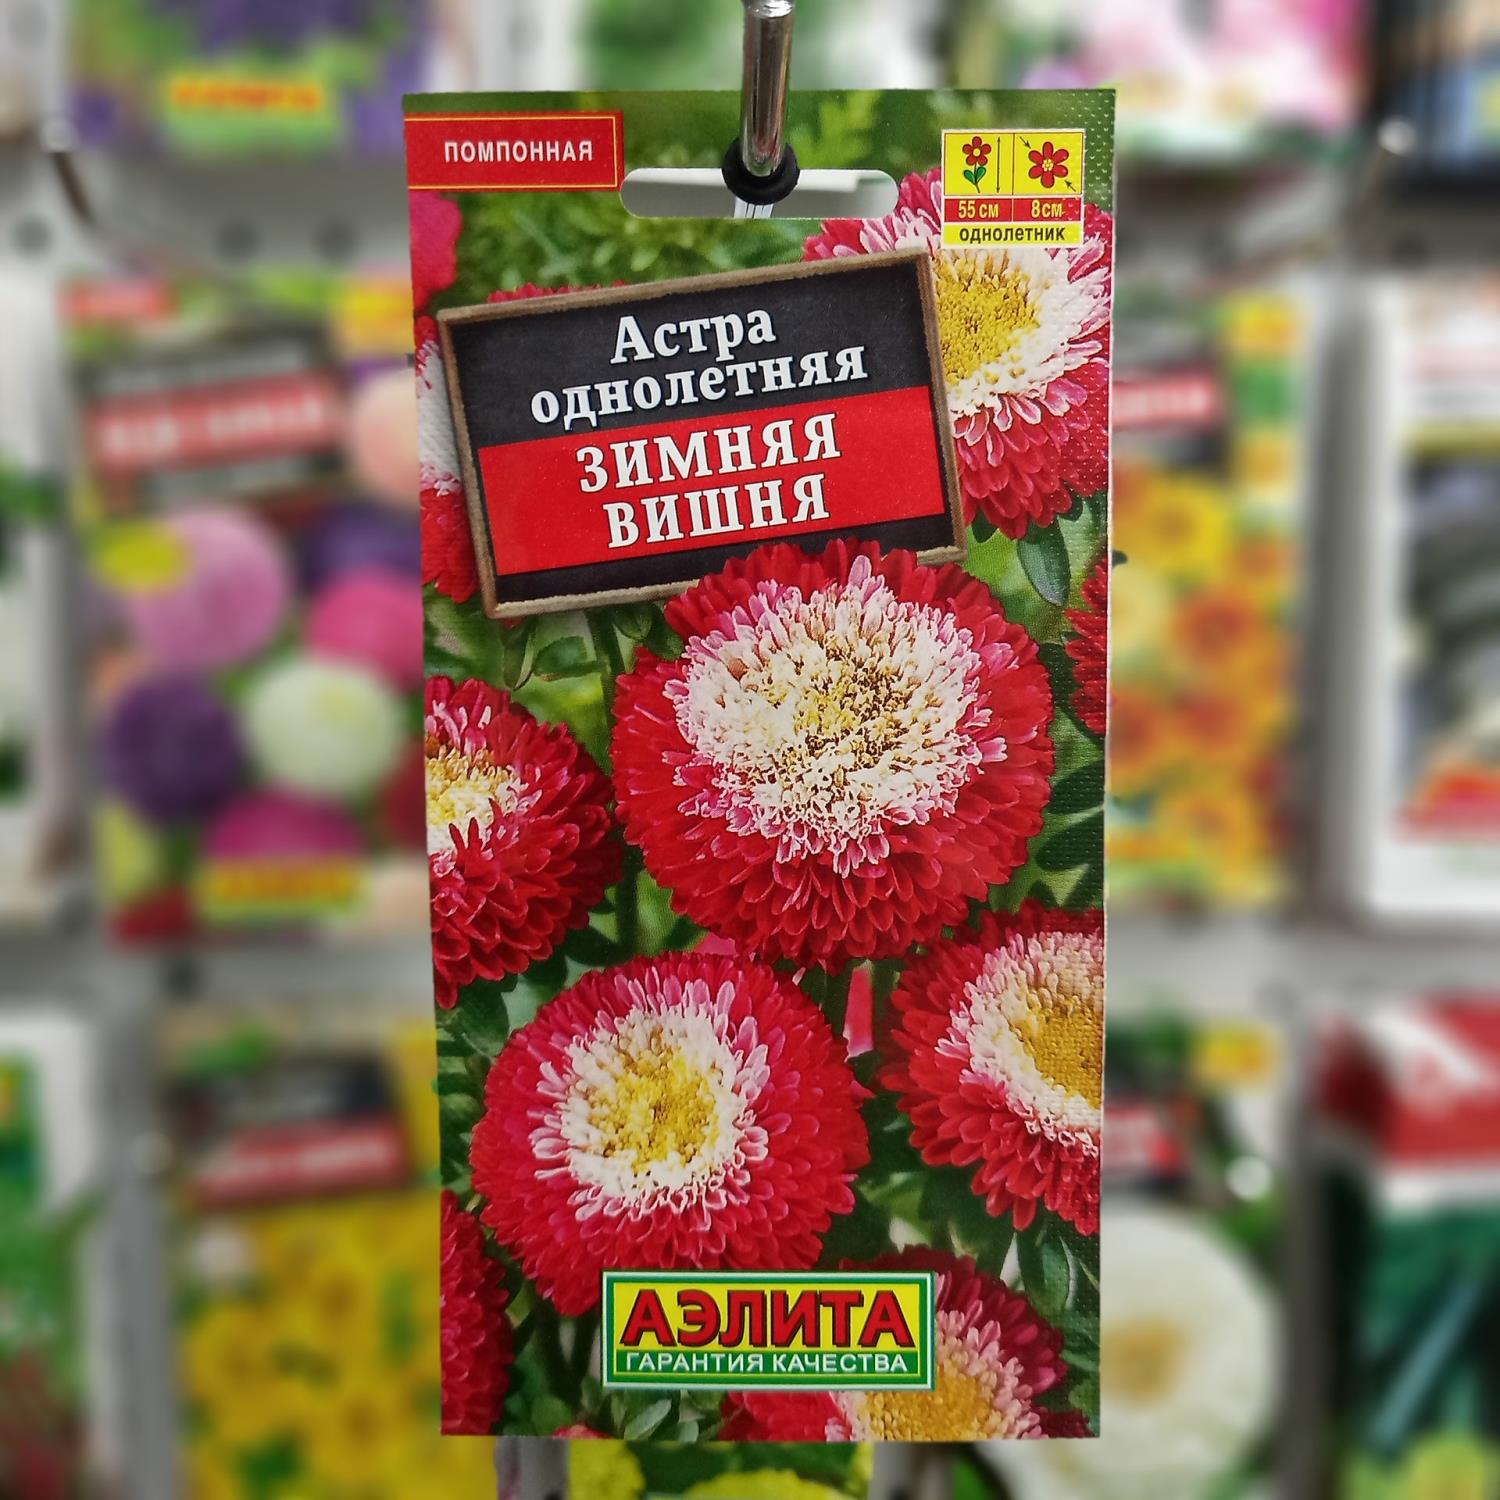 ПОМПОННАЯ
55 см
8 см
однолетник
Астра
однолетняя
ЗИМНЯЯ
ВИШНЯ
АЭЛИТА
ГАРАНТИЯ КАЧЕСТВА